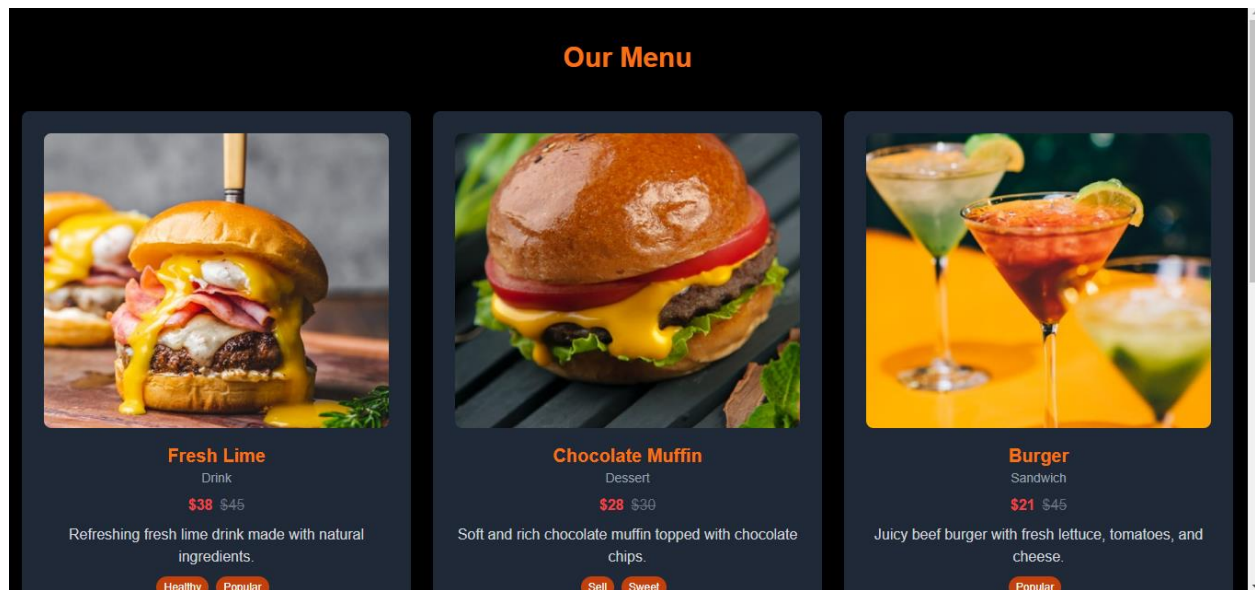 Our Menu
Fresh Lime
Drink
$38 $45
Refreshing fresh lime drink made with natural
ingredients.
Healthy Popular
Chocolate Muffin
Dessert
$28 $30
Soft and rich chocolate muffin topped with chocolate
chips.
Sell Sweet
Burger
Sandwich
$21 $45
Juicy beef burger with fresh lettuce, tomatoes, and
cheese.
Popular